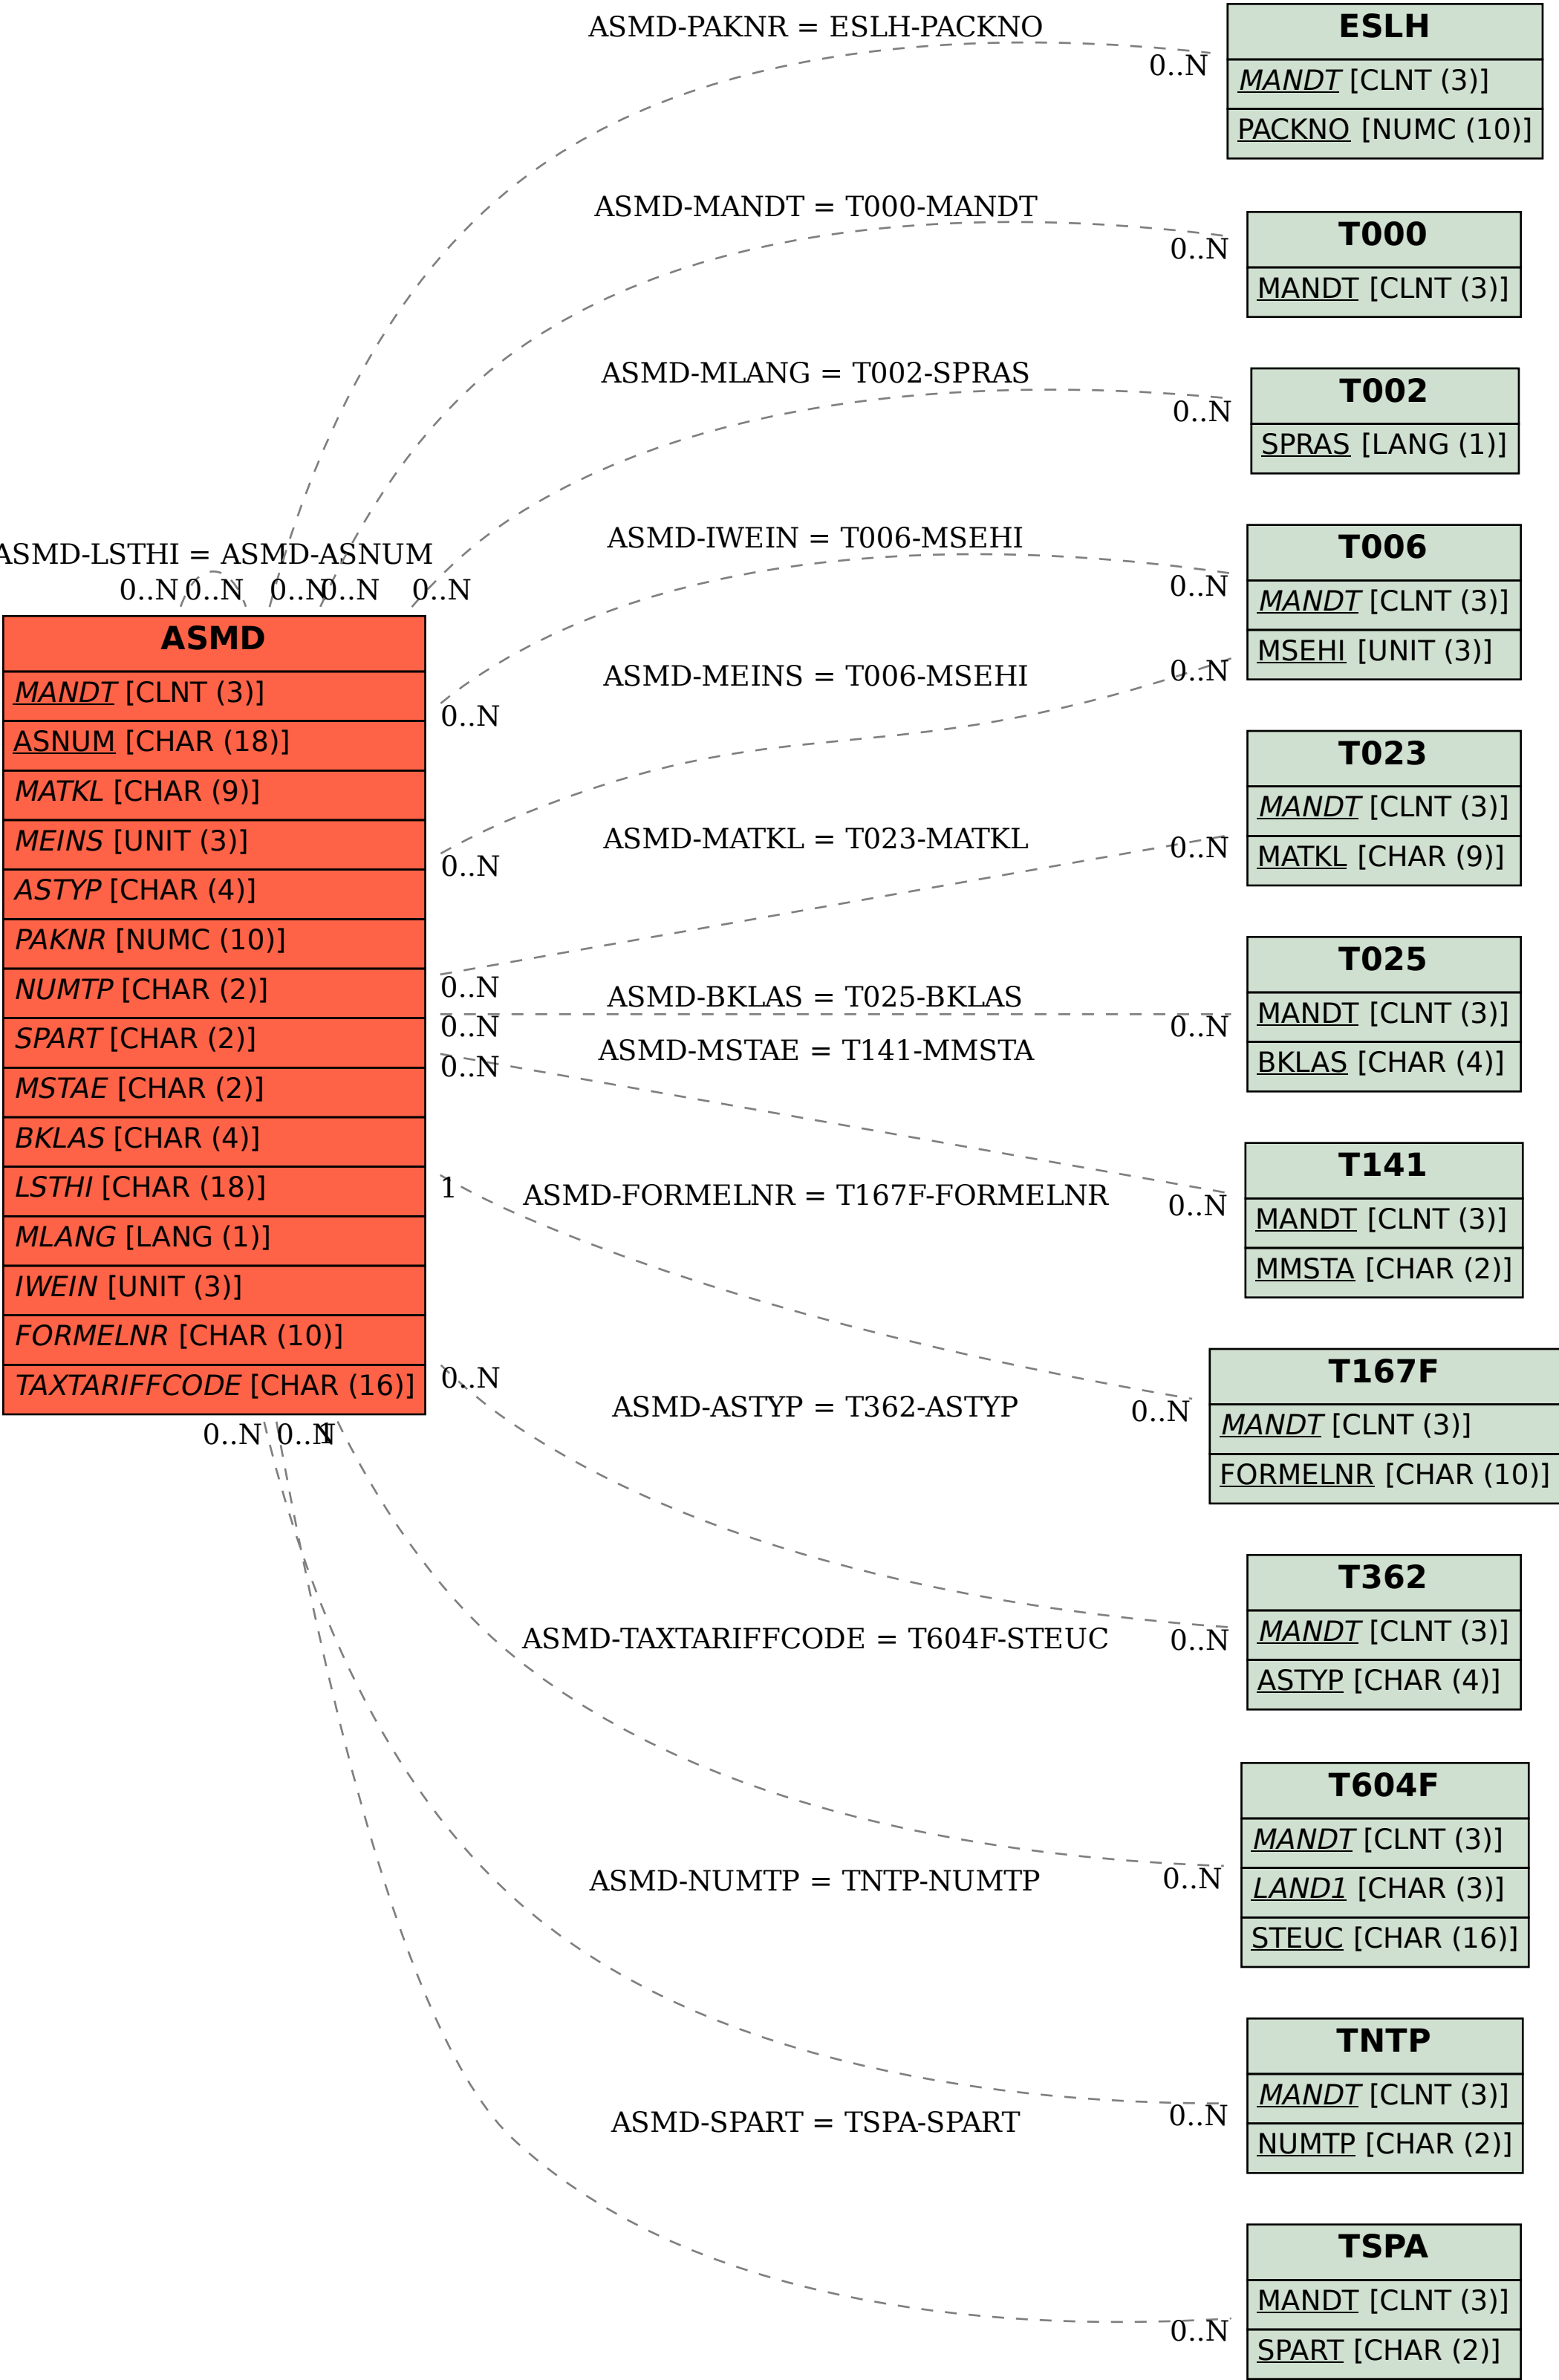 ASMD-PAKNR = ESLH-PACKNO
0..N
ESLH
MANDT [CLNT (3)]
PACKNO [NUMC (10)]
ASMD-MANDT = T000-MANDT
0..N
T000
MANDT [CLNT (3)]
ASMD-MLANG = T002-SPRAS
0..N
T002
SPRAS [LANG (1)]
ASMD-LSTHI = ASMD-ASNUM
0..N 0..N 0..N 0..N 0..N
ASMD
MANDT [CLNT (3)]
ASNUM [CHAR (18)]
MATKL [CHAR (9)]
MEINS [UNIT (3)]
ASTYP [CHAR (4)]
PAKNR [NUMC (10)]
NUMTP [CHAR (2)]
SPART [CHAR (2)]
MSTAE [CHAR (2)]
BKLAS [CHAR (4)]
LSTHI [CHAR (18)]
MLANG [LANG (1)]
IWEIN [UNIT (3)]
FORMELNR [CHAR (10)]
TAXTARIFFCODE [CHAR (16)]
ASMD-IWEIN = T006-MSEHI
0..N
0..N
T006
MANDT [CLNT (3)]
MSEHI [UNIT (3)]
ASMD-MEINS = T006-MSEHI
0..N
0..N
T023
MANDT [CLNT (3)]
MATKL [CHAR (9)]
ASMD-MATKL = T023-MATKL
0..N
0..N
T025
MANDT [CLNT (3)]
BKLAS [CHAR (4)]
ASMD-BKLAS = T025-BKLAS
0..N
0..N
ASMD-MSTAE = T141-MMSTA
0..N
0..N
T141
MANDT [CLNT (3)]
MMSTA [CHAR (2)]
ASMD-FORMELNR = T167F-FORMELNR
1
0..N
T167F
MANDT [CLNT (3)]
FORMELNR [CHAR (10)]
ASMD-ASTYP = T362-ASTYP
0..N
0..N
T362
MANDT [CLNT (3)]
ASTYP [CHAR (4)]
0..N 0..N 1
ASMD-TAXTARIFFCODE = T604F-STEUC
0..N
T604F
MANDT [CLNT (3)]
LAND1 [CHAR (3)]
STEUC [CHAR (16)]
ASMD-NUMTP = TNTP-NUMTP
0..N
TNTP
MANDT [CLNT (3)]
NUMTP [CHAR (2)]
ASMD-SPART = TSPA-SPART
0..N
TSPA
MANDT [CLNT (3)]
SPART [CHAR (2)]